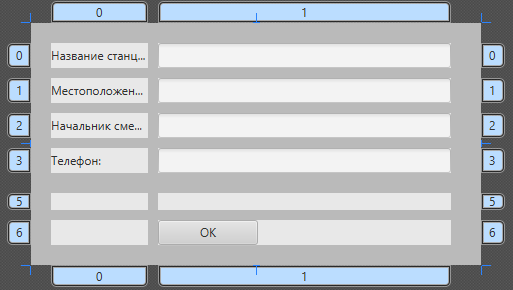 0 1
0 Название станц... 0
1 Местоположен... 1
2 Начальник сме... 2
3 Телефон: 3
5 5
6 OK 6
0 1